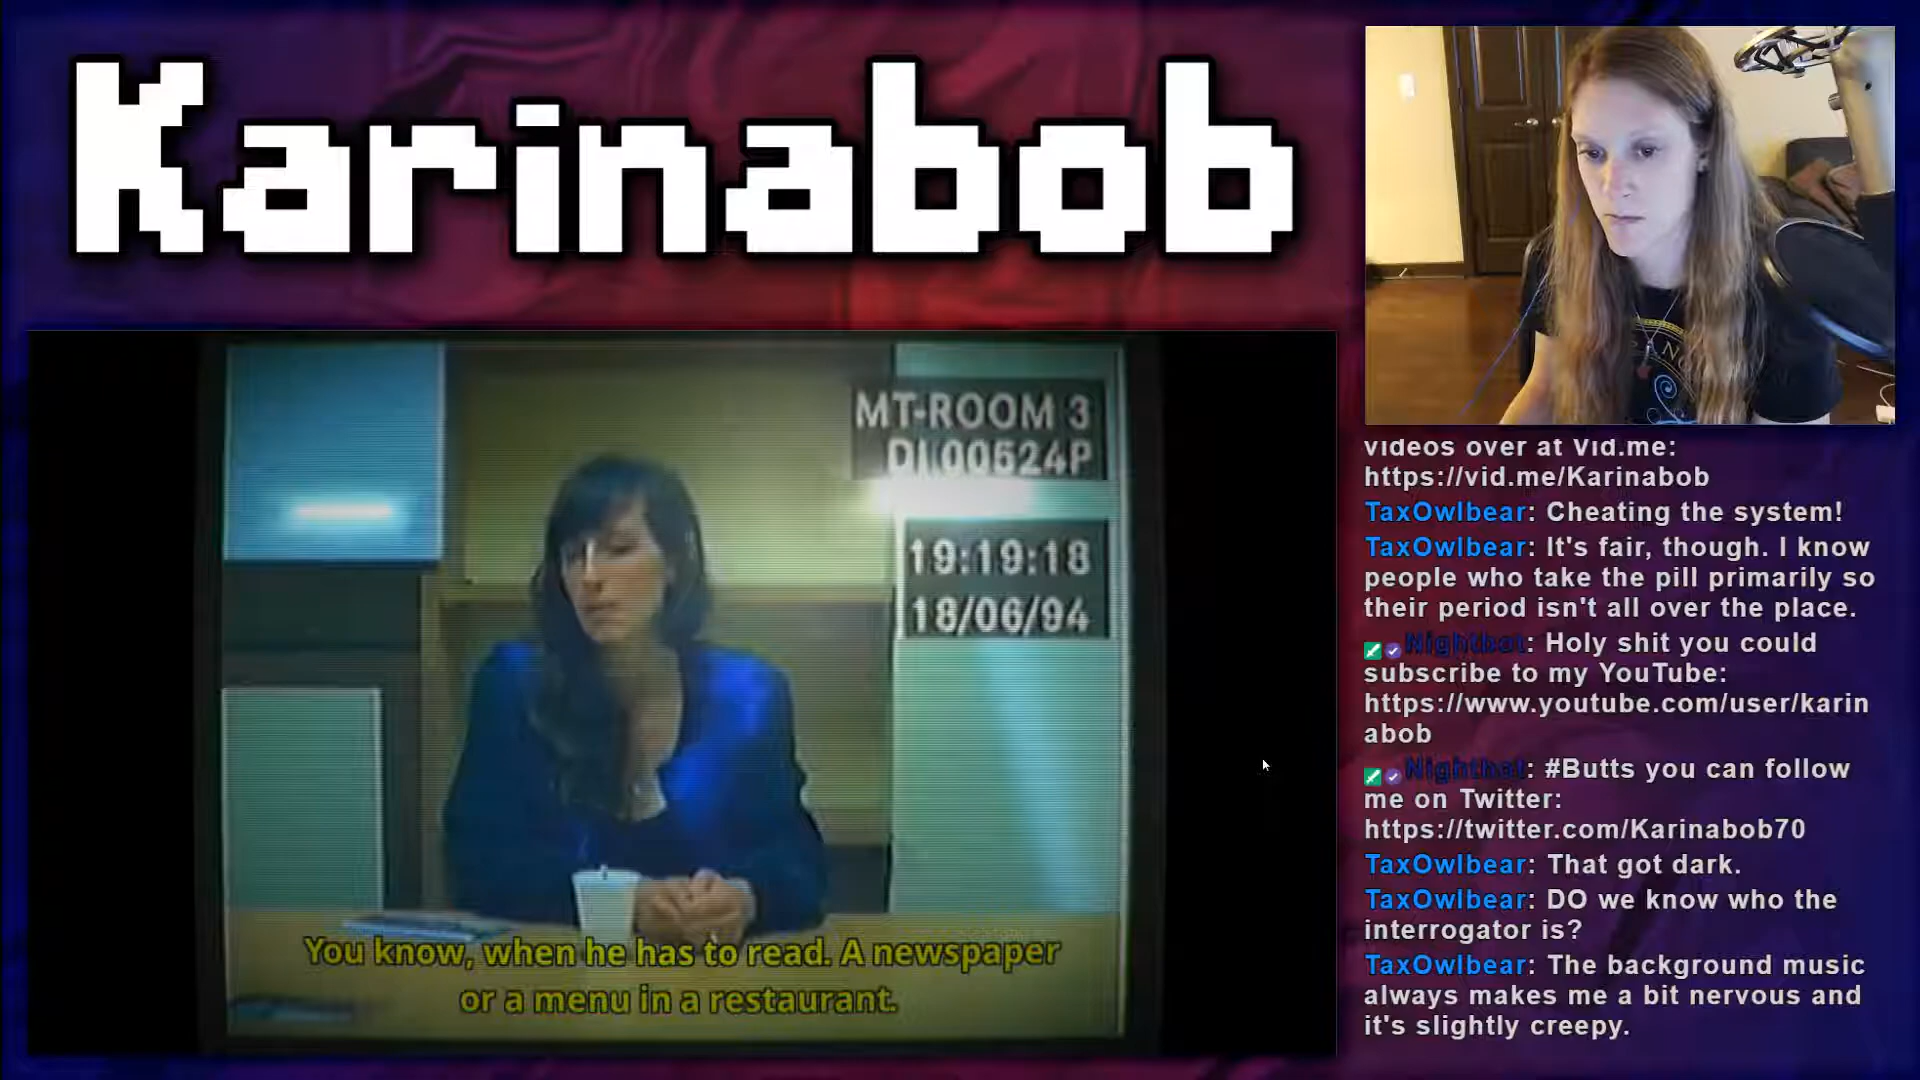 Karinabob
MT-ROOM 3
DI 00524P
19:19:18
18/06/94
You know, when he has to read. A newspaper
or a menu in a restaurant.
videos over at Vid.me:
https://vid.me/Karinabob
TaxOwlbear: Cheating the system!
TaxOwlbear: It's fair, though. I know
people who take the pill primarily so
their period isn't all over the place.
Nightbot: Holy shit you could
subscribe to my YouTube:
https://www.youtube.com/user/karin
abob
Nightbot: #Butts you can follow
me on Twitter:
https://twitter.com/Karinabob70
TaxOwlbear: That got dark.
TaxOwlbear: DO we know who the
interrogator is?
TaxOwlbear: The background music
always makes me a bit nervous and
it's slightly creepy.